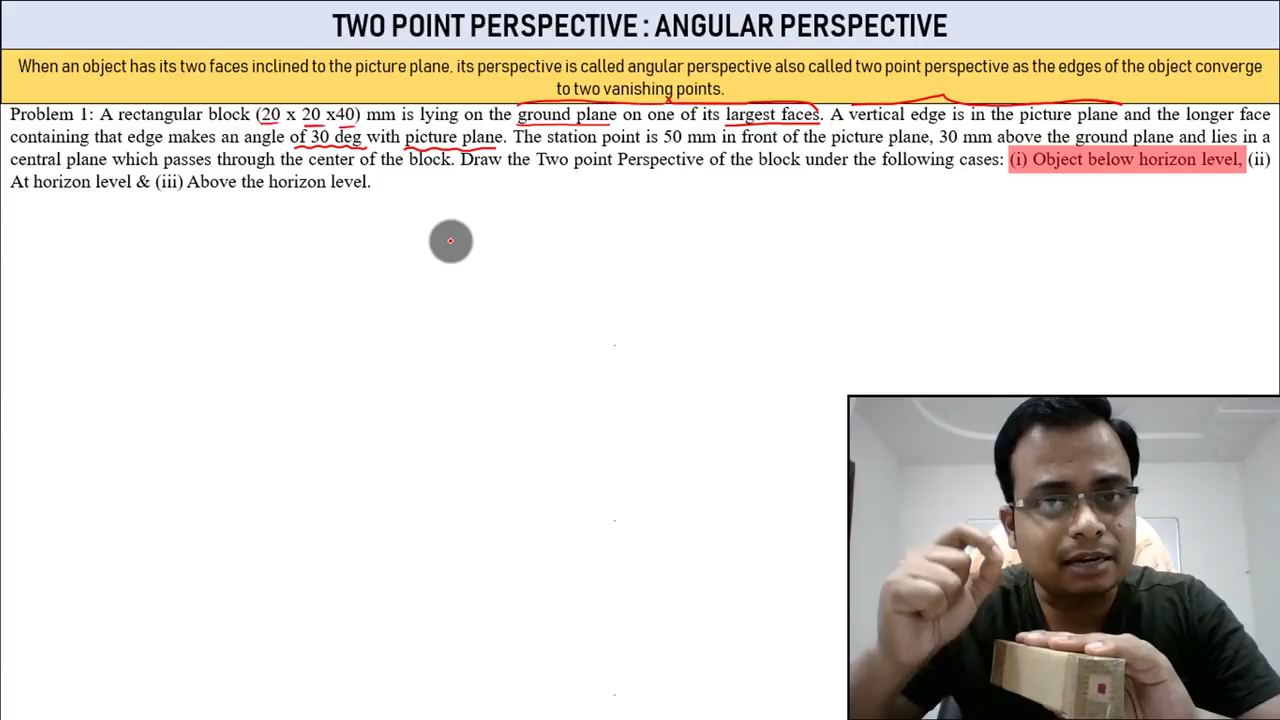 TWO POINT PERSPECTIVE : ANGULAR PERSPECTIVE
When an object has its two faces inclined to the picture plane, its perspective is called angular perspective also called two point perspective as the edges of the object converge
to two vanishing points.
Problem 1: A rectangular block (20 x 20 x40) mm is lying on the ground plane on one of its largest faces. A vertical edge is in the picture plane and the longer face
containing that edge makes an angle of 30 deg with picture plane. The station point is 50 mm in front of the picture plane, 30 mm above the ground plane and lies in a
central plane which passes through the center of the block. Draw the Two point Perspective of the block under the following cases: (i) Object below horizon level, (ii)
At horizon level & (iii) Above the horizon level.